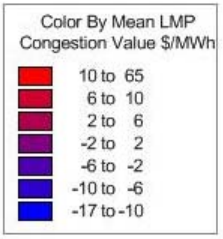 Color By Mean LMP
Congestion Value $/MWh
10 to 65
6 to 10
2 to 6
-2 to 2
-6 to -2
-10 to -6
-17 to -10